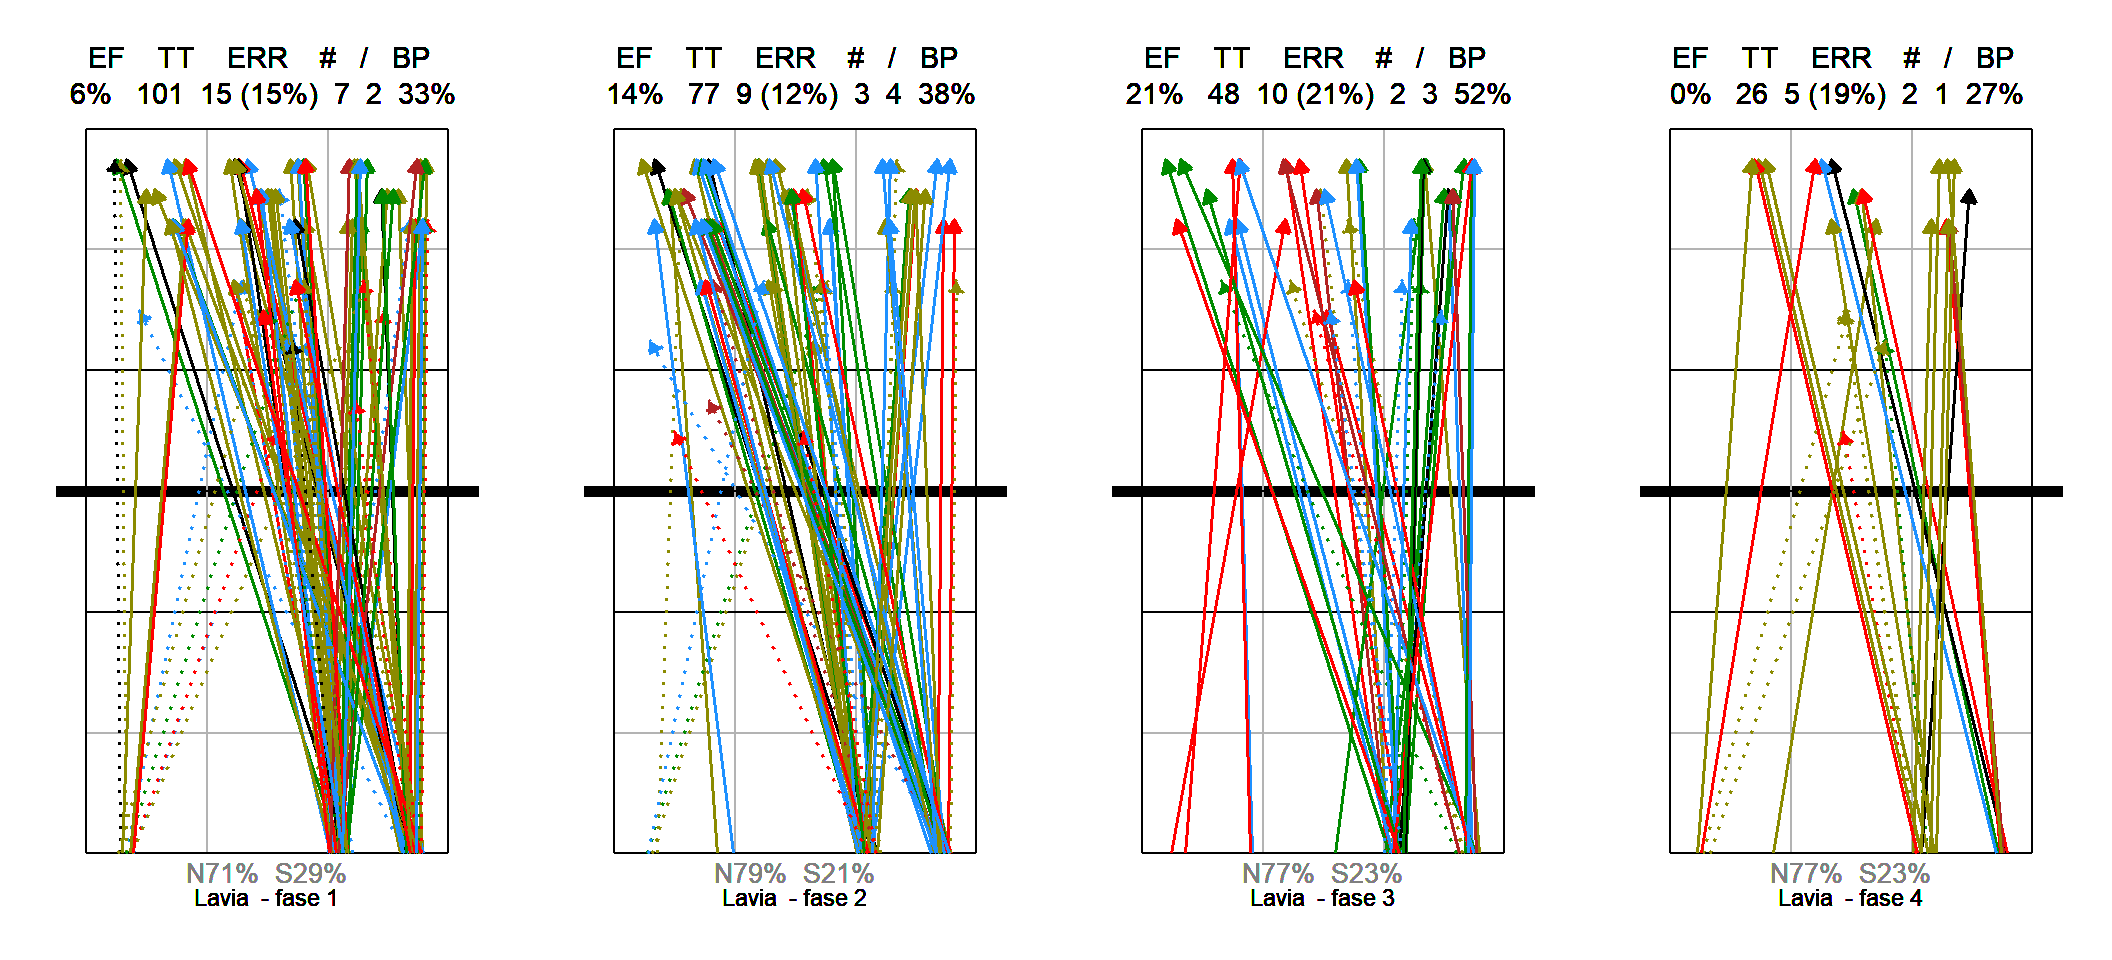 EF TT ERR # / BP
6% 101 15 (15%) 7 2 33%
N71% S29%
Lavia - fase 1
EF TT ERR # / BP
14% 77 9 (12%) 3 4 38%
N79% S21%
Lavia - fase 2
EF TT ERR # / BP
21% 48 10 (21%) 2 3 52%
N77% S23%
Lavia - fase 3
EF TT ERR # / BP
0% 26 5 (19%) 2 1 27%
N77% S23%
Lavia - fase 4